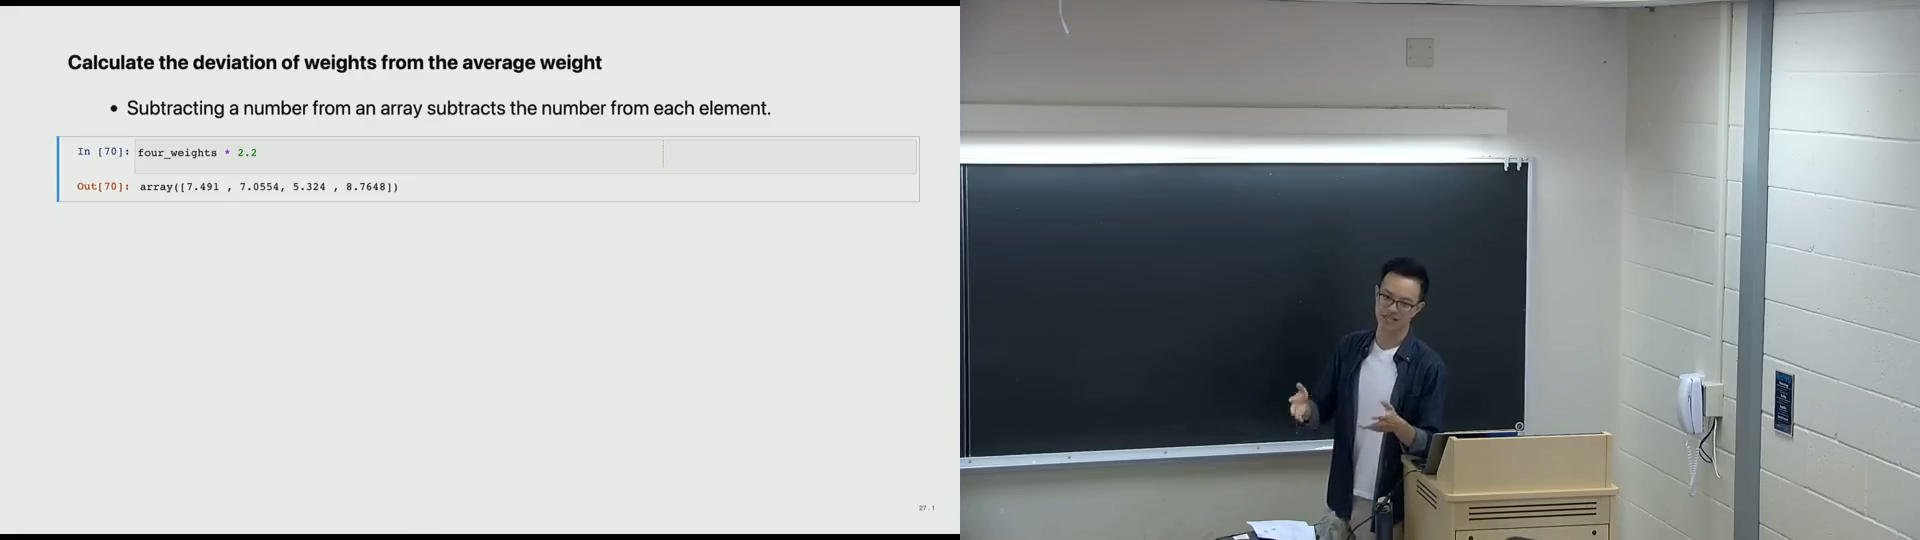 Calculate the deviation of weights from the average weight
• Subtracting a number from an array subtracts the number from each element.
In [70]: four_weights * 2.2
Out[70]: array([7.491 , 7.0554, 5.324 , 8.7648])
27 . 1